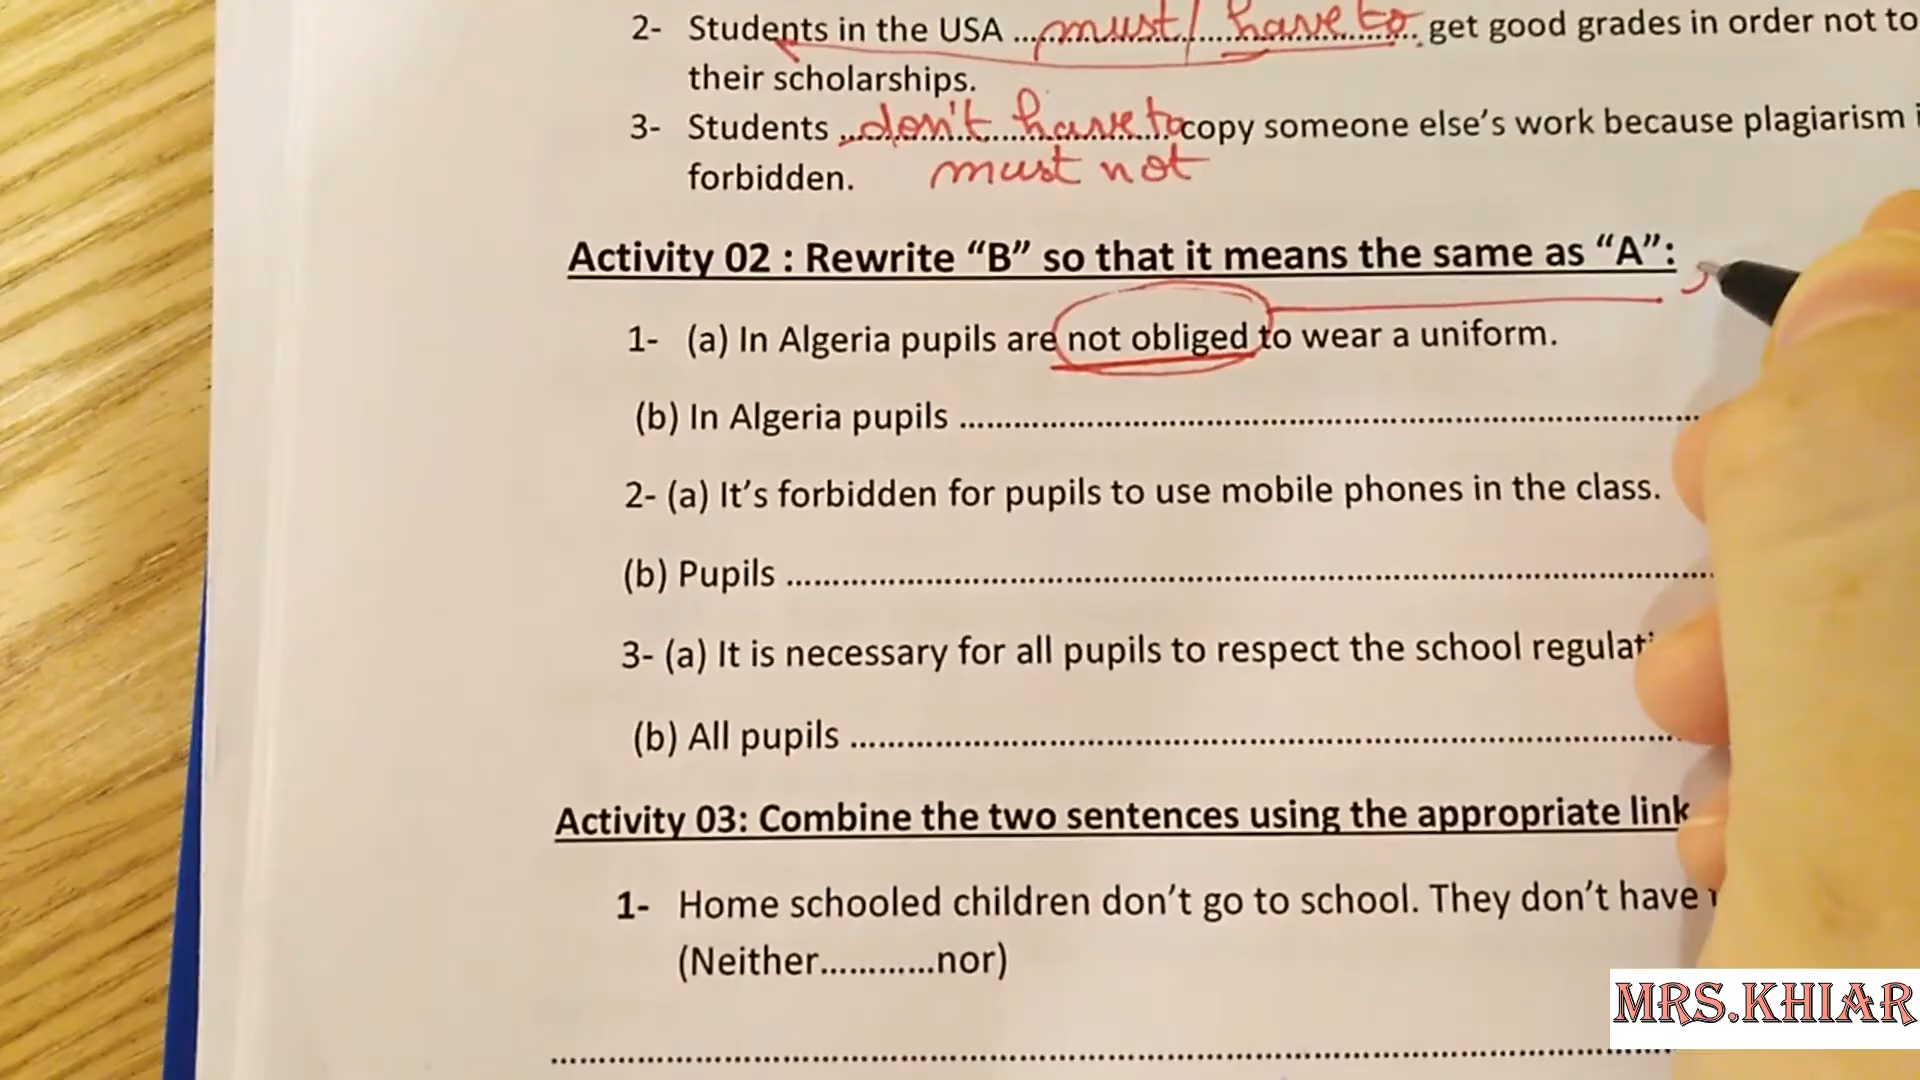 2- Students in the USA ...must / have to... get good grades in order not to
their scholarships.
3- Students ...don't have to... copy someone else's work because plagiarism
forbidden. must not
Activity 02 : Rewrite “B” so that it means the same as “A”:
1- (a) In Algeria pupils are not obliged to wear a uniform.
(b) In Algeria pupils ................................................
2- (a) It's forbidden for pupils to use mobile phones in the class.
(b) Pupils ................................................
3- (a) It is necessary for all pupils to respect the school
(b) All pupils ................................................
Activity 03: Combine the two sentences using the appropriate link
1- Home schooled children don't go to school. They don't have
(Neither............nor)
................................................
MRS.KHIAR